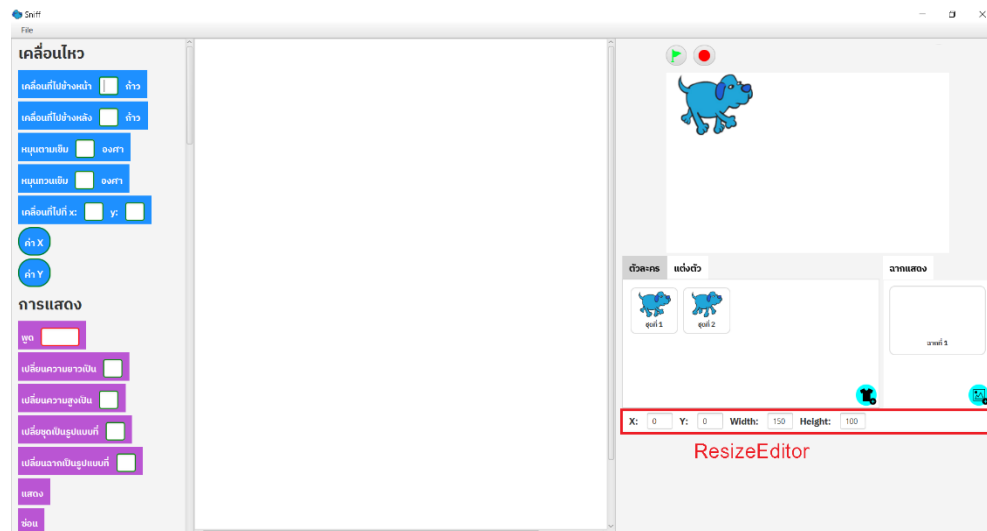 Sniff
File
เคลื่อนไหว
เคลื่อนที่ไปข้างหน้า ก้าว
เคลื่อนที่ไปข้างหลัง ก้าว
หมุนตามเข็ม องศา
หมุนทวนเข็ม องศา
เคลื่อนที่ไปที่ x: y:
ค่า X
ค่า Y
การแสดง
พูด
เปลี่ยนความยาวเป็น
เปลี่ยนความสูงเป็น
เปลี่ยชุดเป็นรูปแบบที่
เปลี่ยนฉากเป็นรูปแบบที่
แสดง
ซ่อน
ตัวละคร แต่งตัว
ฉากแสดง
ชุดที่ 1 ชุดที่ 2
ฉากที่ 1
X: 0 Y: 0 Width: 150 Height: 100
ResizeEditor